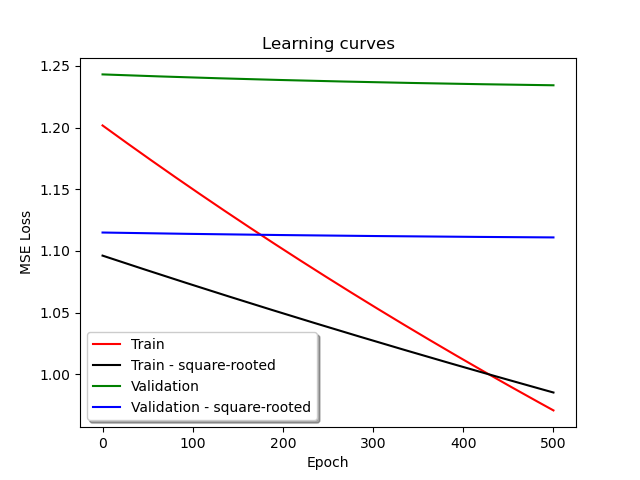 Learning curves
1.25
1.20
1.15
1.10
1.05
1.00
MSE Loss
Train
Train - square-rooted
Validation
Validation - square-rooted
0 100 200 300 400 500
Epoch